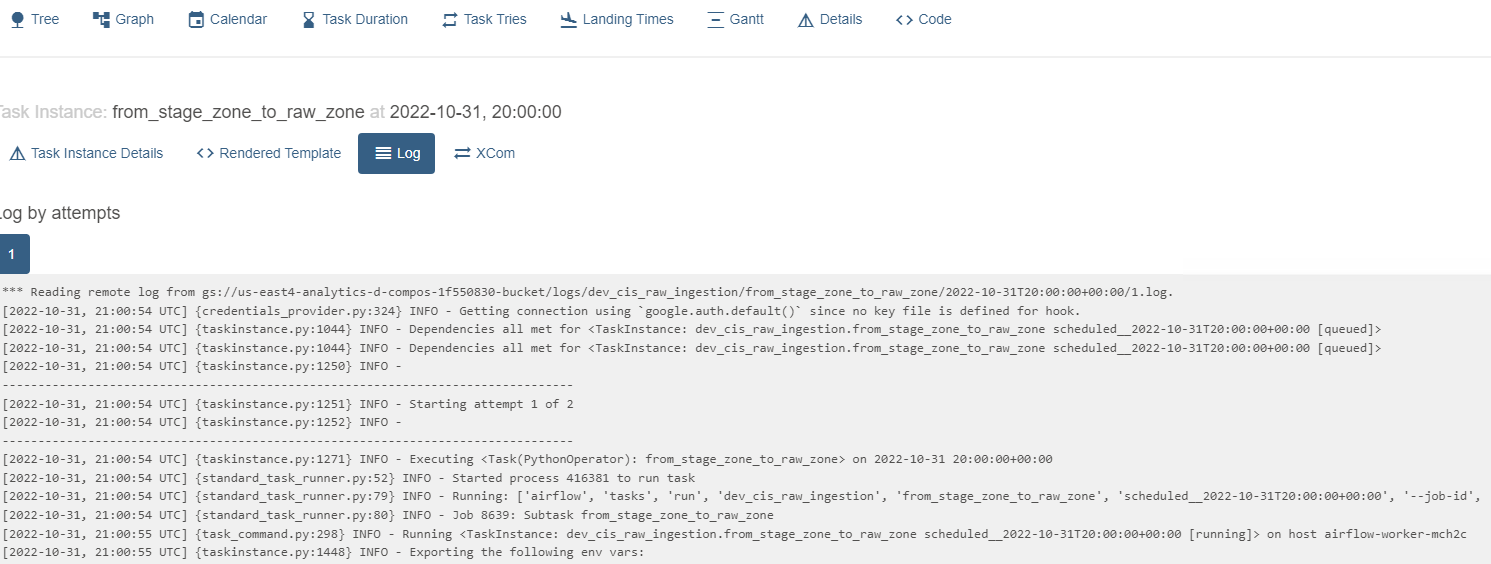 Tree Graph Calendar Task Duration Task Tries Landing Times Gantt Details <> Code
Task Instance: from_stage_zone_to_raw_zone at 2022-10-31, 20:00:00
Task Instance Details <> Rendered Template Log XCom
Log by attempts
1
*** Reading remote log from gs://us-east4-analytics-d-compos-1f550830-bucket/logs/dev_cis_raw_ingestion/from_stage_zone_to_raw_zone/2022-10-31T20:00:00+00:00/1.log.
[2022-10-31, 21:00:54 UTC] {credentials_provider.py:324} INFO - Getting connection using `google.auth.default()` since no key file is defined for hook.
[2022-10-31, 21:00:54 UTC] {taskinstance.py:1044} INFO - Dependencies all met for <TaskInstance: dev_cis_raw_ingestion.from_stage_zone_to_raw_zone scheduled__2022-10-31T20:00:00+00:00 [queued]>
[2022-10-31, 21:00:54 UTC] {taskinstance.py:1044} INFO - Dependencies all met for <TaskInstance: dev_cis_raw_ingestion.from_stage_zone_to_raw_zone scheduled__2022-10-31T20:00:00+00:00 [queued]>
[2022-10-31, 21:00:54 UTC] {taskinstance.py:1250} INFO -
--------------------------------------------------------------------------------
[2022-10-31, 21:00:54 UTC] {taskinstance.py:1251} INFO - Starting attempt 1 of 2
[2022-10-31, 21:00:54 UTC] {taskinstance.py:1252} INFO -
--------------------------------------------------------------------------------
[2022-10-31, 21:00:54 UTC] {taskinstance.py:1271} INFO - Executing <Task(PythonOperator): from_stage_zone_to_raw_zone> on 2022-10-31 20:00:00+00:00
[2022-10-31, 21:00:54 UTC] {standard_task_runner.py:52} INFO - Started process 416381 to run task
[2022-10-31, 21:00:54 UTC] {standard_task_runner.py:79} INFO - Running: ['airflow', 'tasks', 'run', 'dev_cis_raw_ingestion', 'from_stage_zone_to_raw_zone', 'scheduled__2022-10-31T20:00:00+00:00', '--job-id',
[2022-10-31, 21:00:54 UTC] {standard_task_runner.py:80} INFO - Job 8639: Subtask from_stage_zone_to_raw_zone
[2022-10-31, 21:00:55 UTC] {task_command.py:298} INFO - Running <TaskInstance: dev_cis_raw_ingestion.from_stage_zone_to_raw_zone scheduled__2022-10-31T20:00:00+00:00 [running]> on host airflow-worker-mch2c
[2022-10-31, 21:00:55 UTC] {taskinstance.py:1448} INFO - Exporting the following env vars: